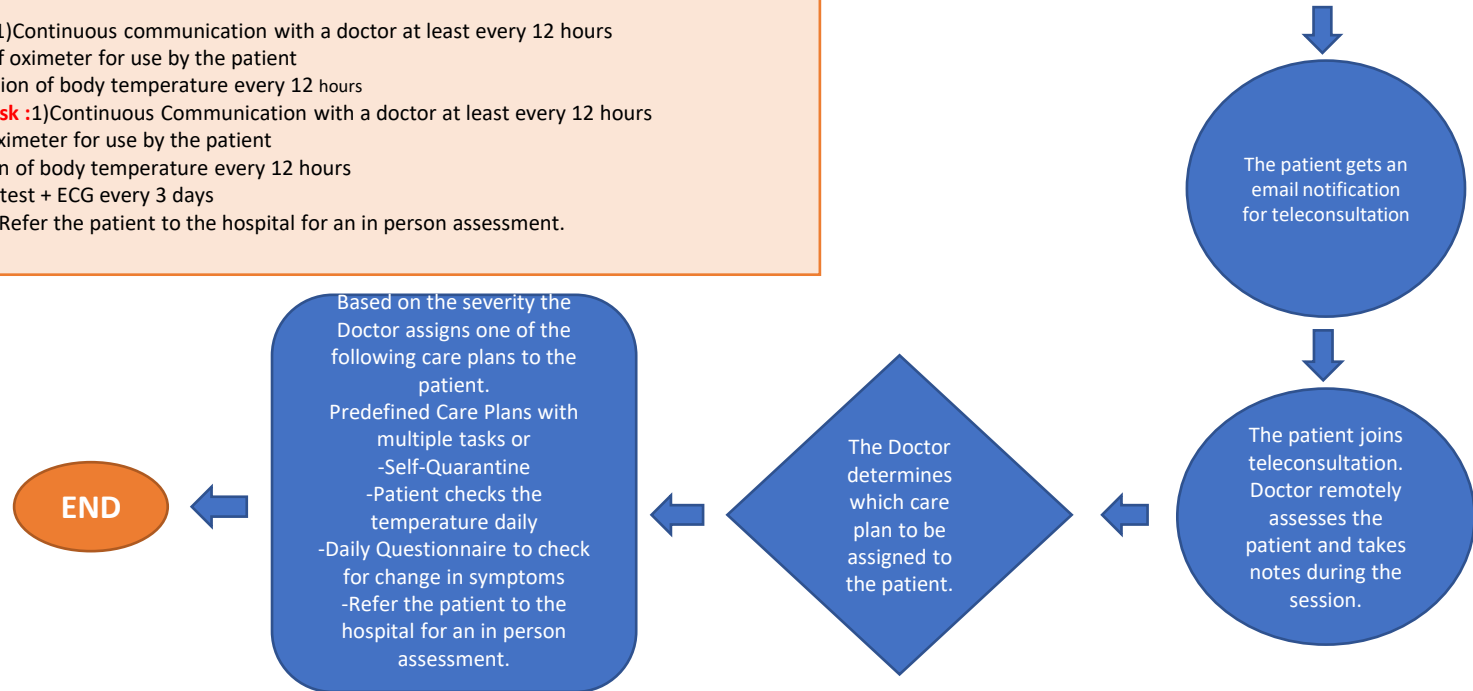 1)Continuous communication with a doctor at least every 12 hours
f oximeter for use by the patient
ion of body temperature every 12 hours
sk :1)Continuous Communication with a doctor at least every 12 hours
ximeter for use by the patient
n of body temperature every 12 hours
test + ECG every 3 days
Refer the patient to the hospital for an in person assessment.
The patient gets an
email notification
for teleconsultation
The patient joins
teleconsultation.
Doctor remotely
assesses the
patient and takes
notes during the
session.
The Doctor
determines
which care
plan to be
assigned to
the patient.
Based on the severity the
Doctor assigns one of the
following care plans to the
patient.
Predefined Care Plans with
multiple tasks or
-Self-Quarantine
-Patient checks the
temperature daily
-Daily Questionnaire to check
for change in symptoms
-Refer the patient to the
hospital for an in person
assessment.
END